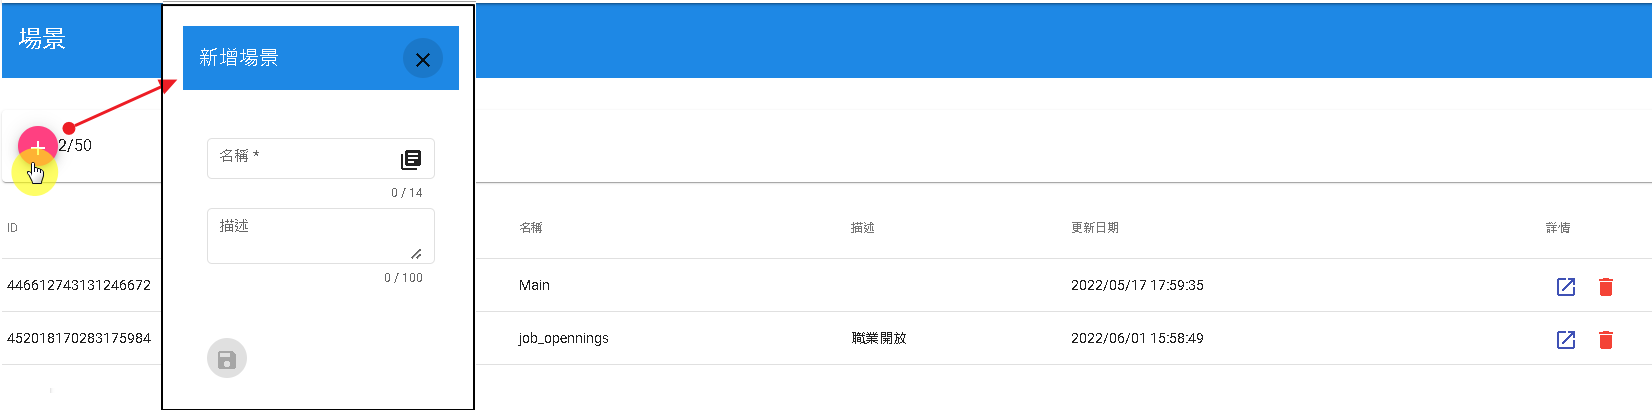 場景
新增場景
2/50
名稱 *
0 / 14
描述
0 / 100
ID 名稱 描述 更新日期 詳情
446612743131246672 Main 2022/05/17 17:59:35
452018170283175984 job_opennings 職業開放 2022/06/01 15:58:49